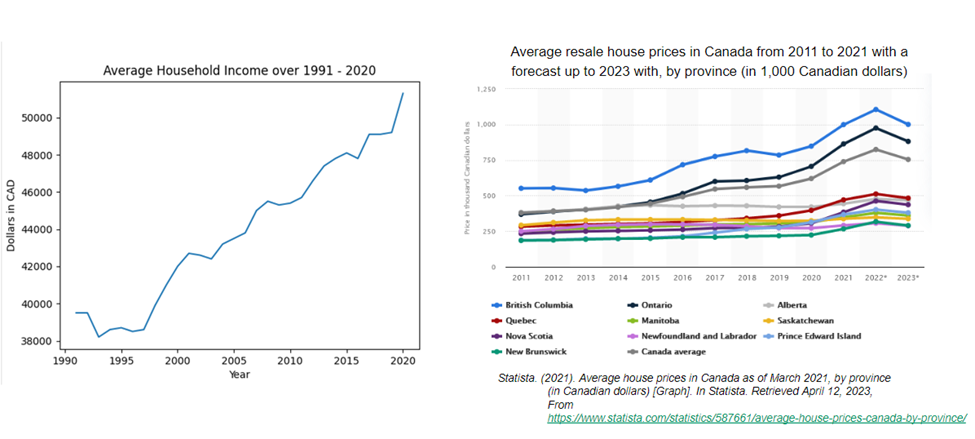 Average Household Income over 1991 - 2020
50000
48000
46000
44000
42000
40000
38000
Dollars in CAD
1990 1995 2000 2005 2010 2015 2020
Year
Average resale house prices in Canada from 2011 to 2021 with a
forecast up to 2023 with, by province (in 1,000 Canadian dollars)
1,250
1,000
750
500
250
0
Price in thousand Canadian dollars
2011 2012 2013 2014 2015 2016 2017 2018 2019 2020 2021 2022* 2023*
British Columbia Ontario Alberta
Quebec Manitoba Saskatchewan
Nova Scotia Newfoundland and Labrador Prince Edward Island
New Brunswick Canada average
Statista. (2021). Average house prices in Canada as of March 2021, by province
(in Canadian dollars) [Graph]. In Statista. Retrieved April 12, 2023,
From
https://www.statista.com/statistics/587661/average-house-prices-canada-by-province/